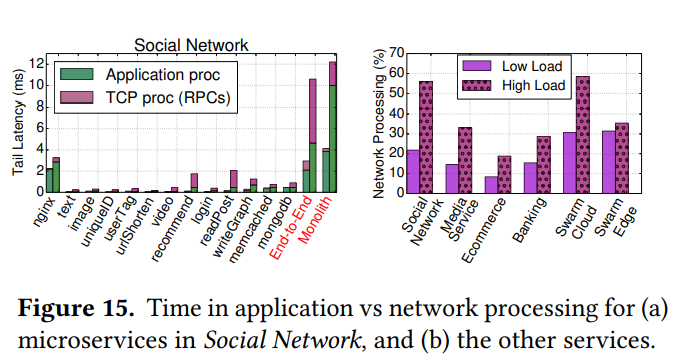 Social Network
Tail Latency (ms)
12
10
8
6
4
2
0
Application proc
TCP proc (RPCs)
nginx
text
image
uniqueID
userTag
urlShorten
video
recommend
login
readPost
writeGraph
memcached
mongodb
End-to-End
Monolith
Network Processing (%)
70
60
50
40
30
20
10
0
Low Load
High Load
Social
Network
Media
Service
Ecommerce
Banking
Swarm
Cloud
Swarm
Edge
Figure 15. Time in application vs network processing for (a)
microservices in Social Network, and (b) the other services.